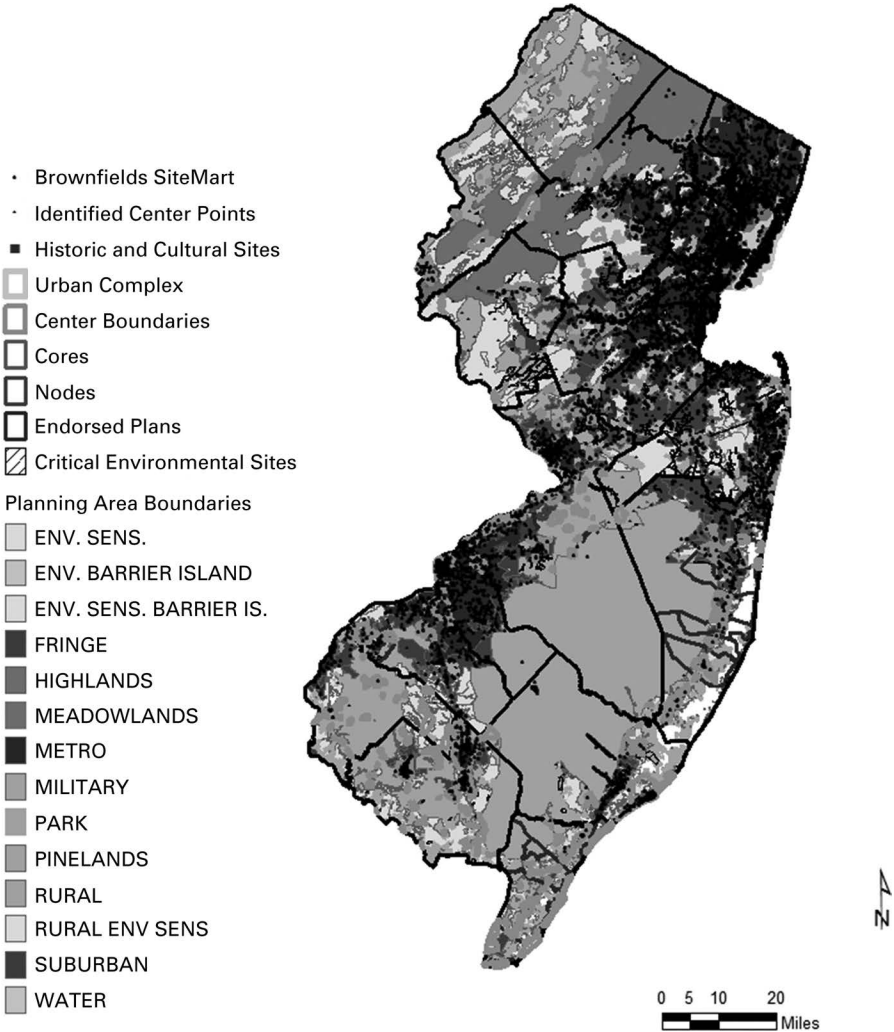 Brownfields SiteMart
Identified Center Points
Historic and Cultural Sites
Urban Complex
Center Boundaries
Cores
Nodes
Endorsed Plans
Critical Environmental Sites
Planning Area Boundaries
ENV. SENS.
ENV. BARRIER ISLAND
ENV. SENS. BARRIER IS.
FRINGE
HIGHLANDS
MEADOWLANDS
METRO
MILITARY
PARK
PINELANDS
RURAL
RURAL ENV SENS
SUBURBAN
WATER
N
0 5 10 20
Miles